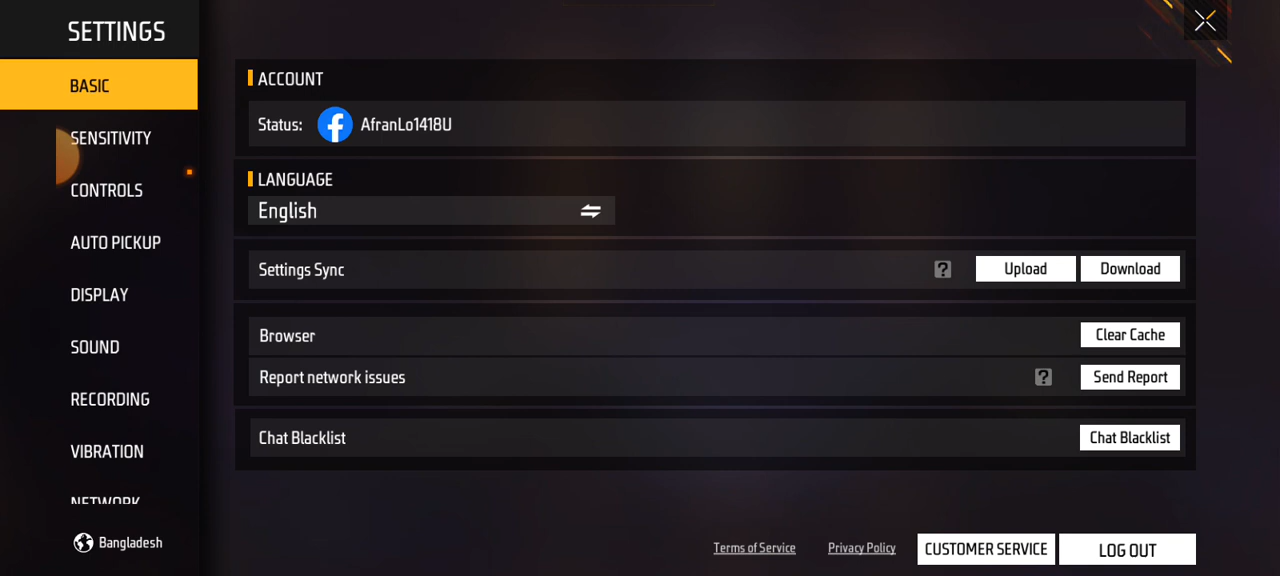 SETTINGS
BASIC
SENSITIVITY
CONTROLS
AUTO PICKUP
DISPLAY
SOUND
RECORDING
VIBRATION
NETWORK
Bangladesh
ACCOUNT
Status: AfranLo1418U
LANGUAGE
English
Settings Sync ? Upload Download
Browser Clear Cache
Report network issues ? Send Report
Chat Blacklist Chat Blacklist
Terms of Service Privacy Policy CUSTOMER SERVICE LOG OUT